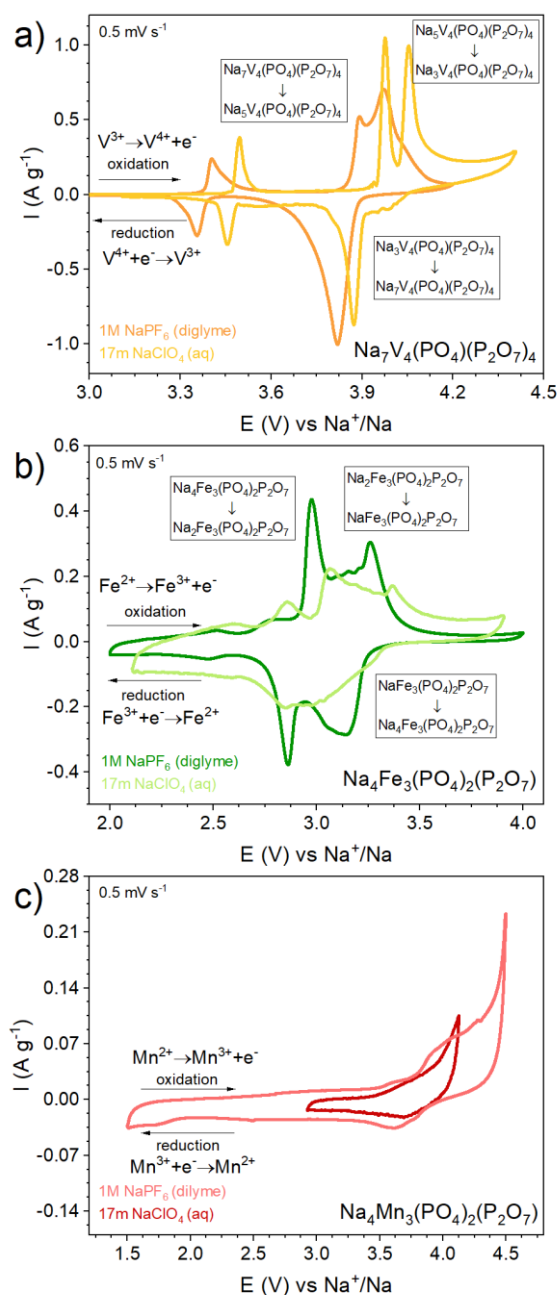 a)
0.5 mV s⁻¹
Na₅V₄(PO₄)(P₂O₇)₄
↓
Na₃V₄(PO₄)(P₂O₇)₄
Na₇V₄(PO₄)(P₂O₇)₄
↓
Na₅V₄(PO₄)(P₂O₇)₄
V³⁺→V⁴⁺+e⁻
oxidation
reduction
V⁴⁺+e⁻→V³⁺
Na₃V₄(PO₄)(P₂O₇)₄
↓
Na₇V₄(PO₄)(P₂O₇)₄
1M NaPF₆ (diglyme)
17m NaClO₄ (aq)
Na₇V₄(PO₄)(P₂O₇)₄
I (A g⁻¹)
1.0
0.5
0.0
-0.5
-1.0
3.0 3.3 3.6 3.9 4.2 4.5
E (V) vs Na⁺/Na
b)
0.5 mV s⁻¹
Na₄Fe₃(PO₄)₂P₂O₇
↓
Na₂Fe₃(PO₄)₂P₂O₇
Na₂Fe₃(PO₄)₂P₂O₇
↓
NaFe₃(PO₄)₂P₂O₇
Fe²⁺→Fe³⁺+e⁻
oxidation
reduction
Fe³⁺+e⁻→Fe²⁺
NaFe₃(PO₄)₂P₂O₇
↓
Na₄Fe₃(PO₄)₂P₂O₇
1M NaPF₆ (diglyme)
17m NaClO₄ (aq)
Na₄Fe₃(PO₄)₂(P₂O₇)
I (A g⁻¹)
0.6
0.4
0.2
0.0
-0.2
-0.4
2.0 2.5 3.0 3.5 4.0
E (V) vs Na⁺/Na
c)
0.5 mV s⁻¹
Mn²⁺→Mn³⁺+e⁻
oxidation
reduction
Mn³⁺+e⁻→Mn²⁺
1M NaPF₆ (dilyme)
17m NaClO₄ (aq)
Na₄Mn₃(PO₄)₂(P₂O₇)
I (A g⁻¹)
0.28
0.21
0.14
0.07
0.00
-0.07
-0.14
1.5 2.0 2.5 3.0 3.5 4.0 4.5
E (V) vs Na⁺/Na